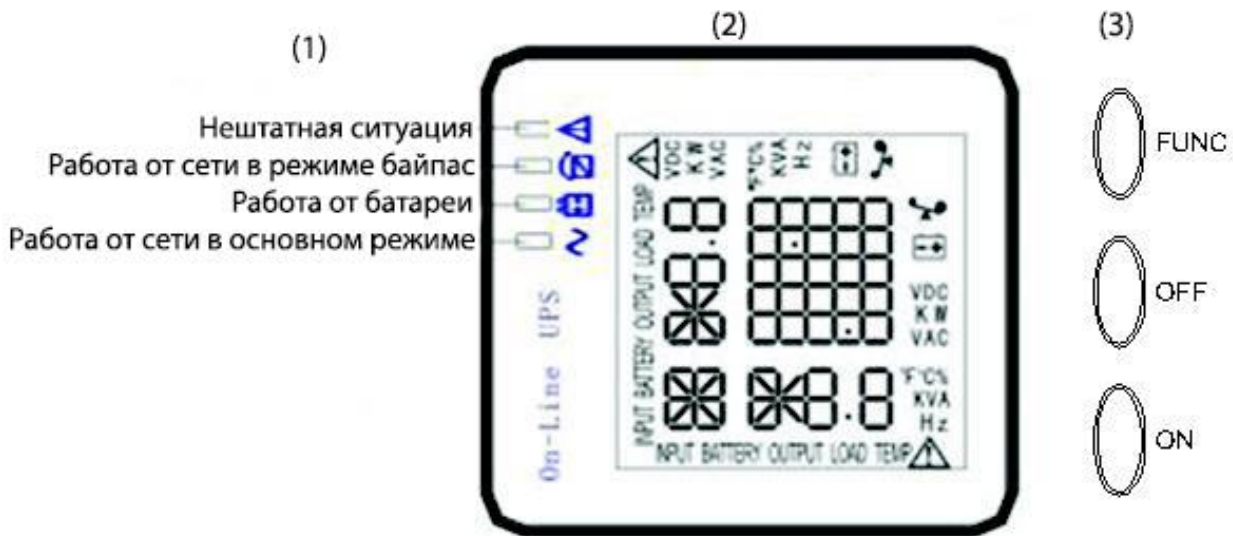 (1)
(2)
(3)
Нештатная ситуация
Работа от сети в режиме байпас
Работа от батареи
Работа от сети в основном режиме
On-Line UPS
VDC
KW
VAC
°F°C%
KVA
Hz
INPUT BATTERY OUTPUT LOAD TEMP
VDC
KW
VAC
°F°C%
KVA
Hz
INPUT BATTERY OUTPUT LOAD TEMP
FUNC
OFF
ON